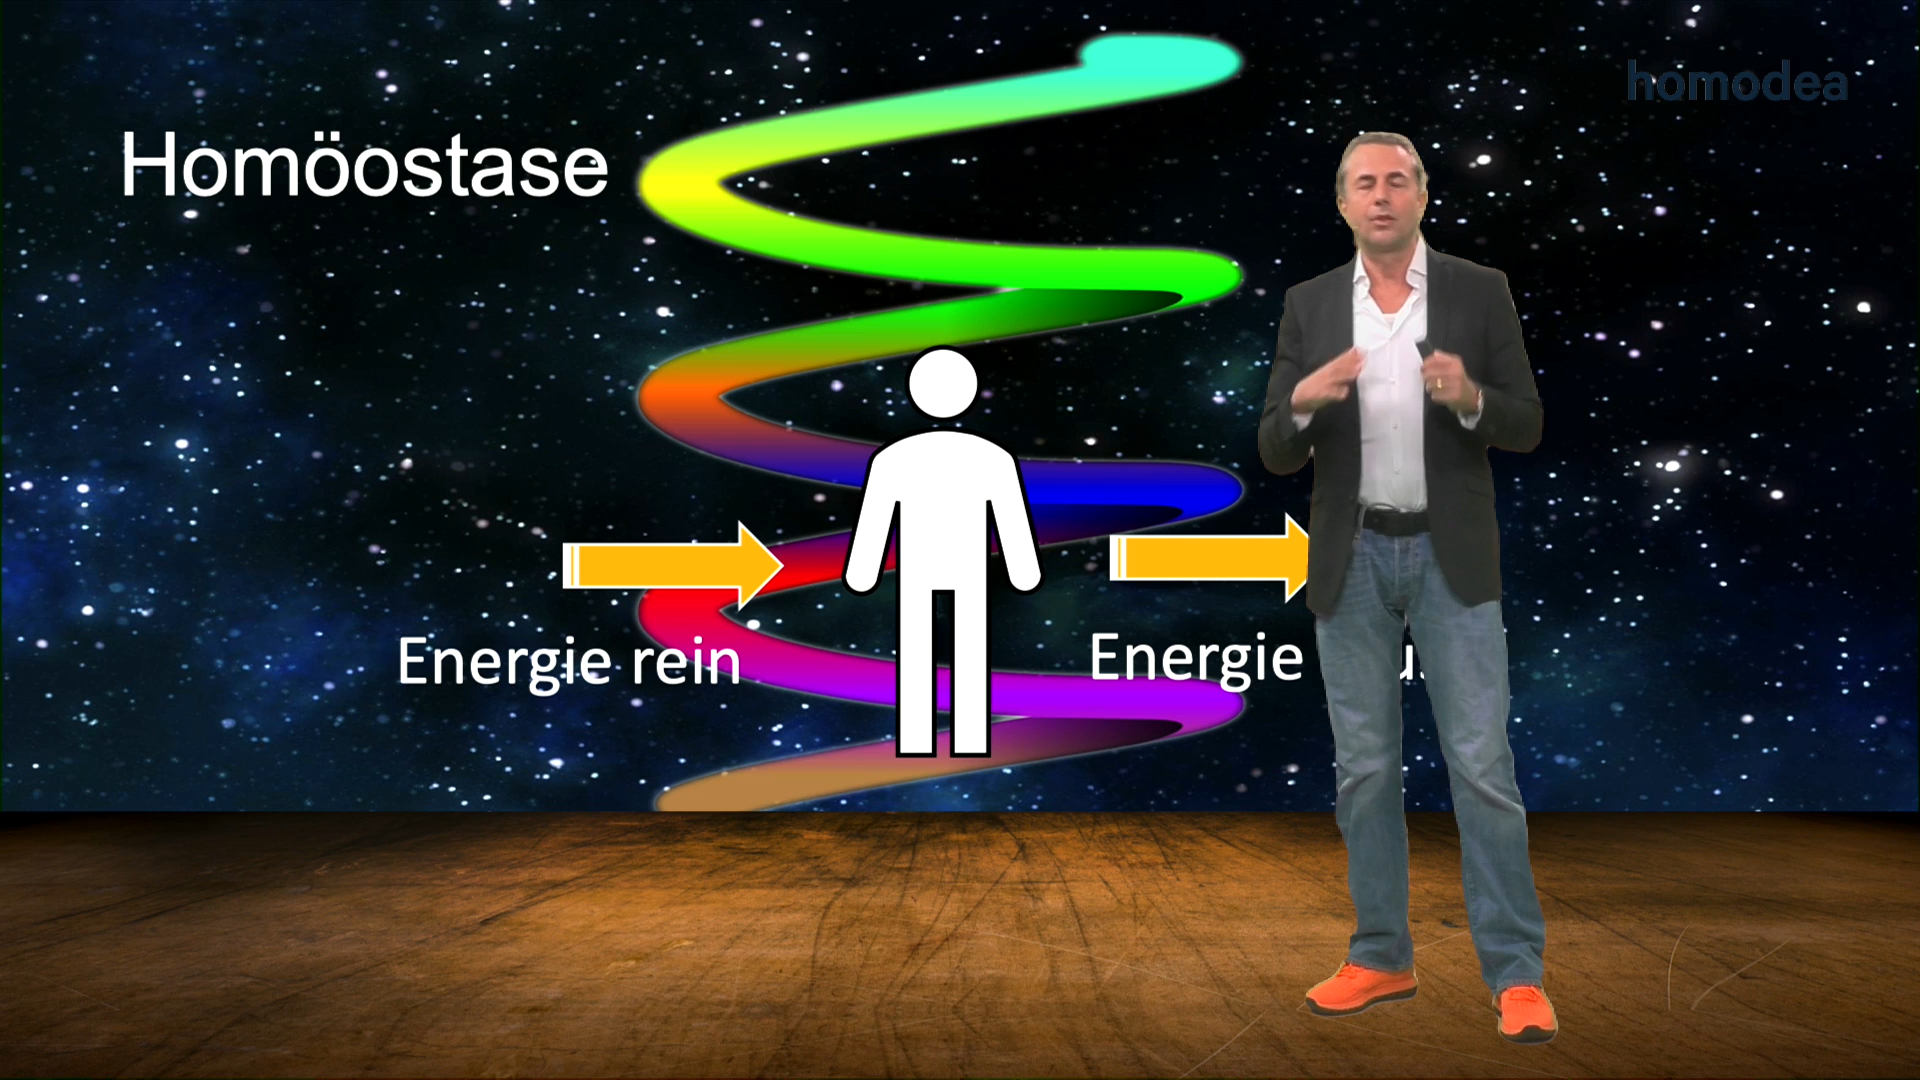 homodea
Homöostase
Energie rein
Energie